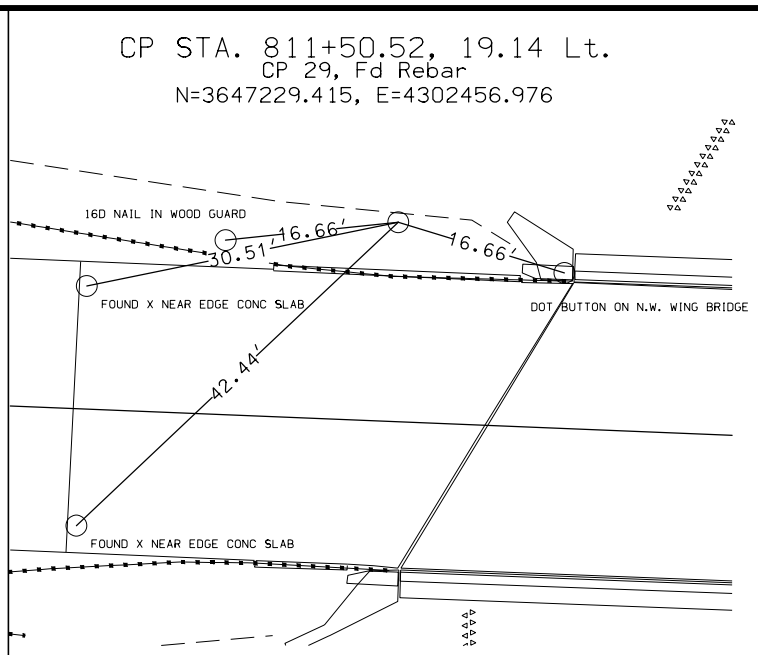 CP STA. 811+50.52, 19.14 Lt.
CP 29, Fd Rebar
N=3647229.415, E=4302456.976
16D NAIL IN WOOD GUARD
16.66'
30.51'
16.66'
FOUND X NEAR EDGE CONC SLAB
DOT BUTTON ON N.W. WING BRIDGE
42.44'
FOUND X NEAR EDGE CONC SLAB